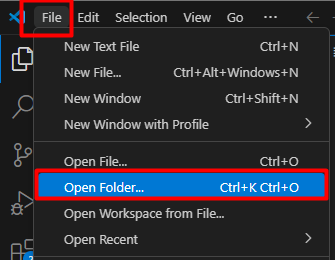 File Edit Selection View Go ...
New Text File Ctrl+N
New File... Ctrl+Alt+Windows+N
New Window Ctrl+Shift+N
New Window with Profile
Open File... Ctrl+O
Open Folder... Ctrl+K Ctrl+O
Open Workspace from File...
Open Recent